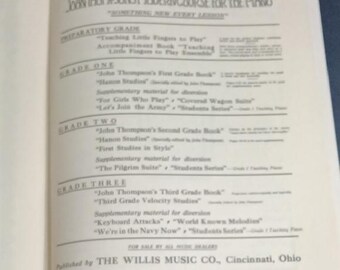 "SOMETHING NEW EVERY LESSON"
PREPARATORY GRADE
"Teaching Little Fingers to Play"
Accompaniment Book "Teaching
Little Fingers to Play Ensemble"
GRADE ONE
"John Thompson's First Grade Book"
"Hanon Studies"
Supplementary material for diversion
"For Girls Who Play" • "Covered Wagon Suite"
"Let's Join the Army" • "Students Series"
GRADE TWO
"John Thompson's Second Grade Book"
"Hanon Studies"
"First Studies in Style"
Supplementary material for diversion
"The Pilgrim Suite" • "Students Series"
GRADE THREE
"John Thompson's Third Grade Book"
"Third Grade Velocity Studies"
Supplementary material for diversion
"Keyboard Attacks" • "World Known Melodies"
"We're in the Navy Now" • "Students Series"
FOR SALE BY ALL MUSIC DEALERS
Published by THE WILLIS MUSIC CO., Cincinnati, Ohio